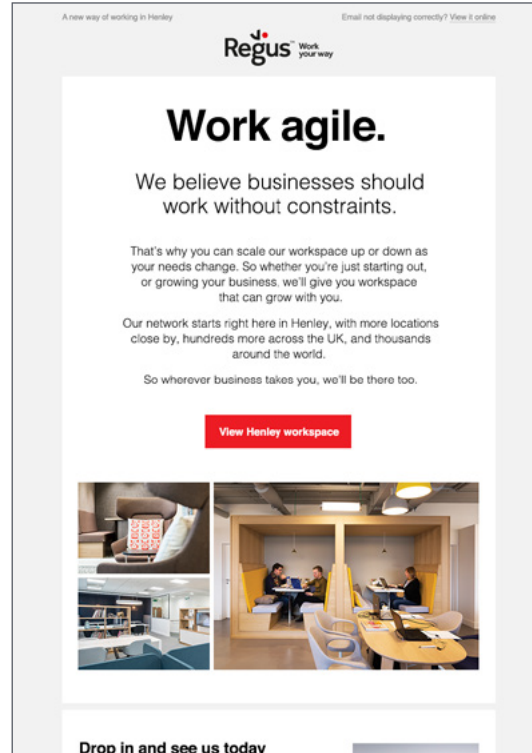 A new way of working in Henley
Email not displaying correctly? View it online
Regus™ Work
your way
Work agile.
We believe businesses should
work without constraints.
That's why you can scale our workspace up or down as
your needs change. So whether you're just starting out,
or growing your business, we'll give you workspace
that can grow with you.
Our network starts right here in Henley, with more locations
close by, hundreds more across the UK, and thousands
around the world.
So wherever business takes you, we'll be there too.
View Henley workspace
Drop in and see us today